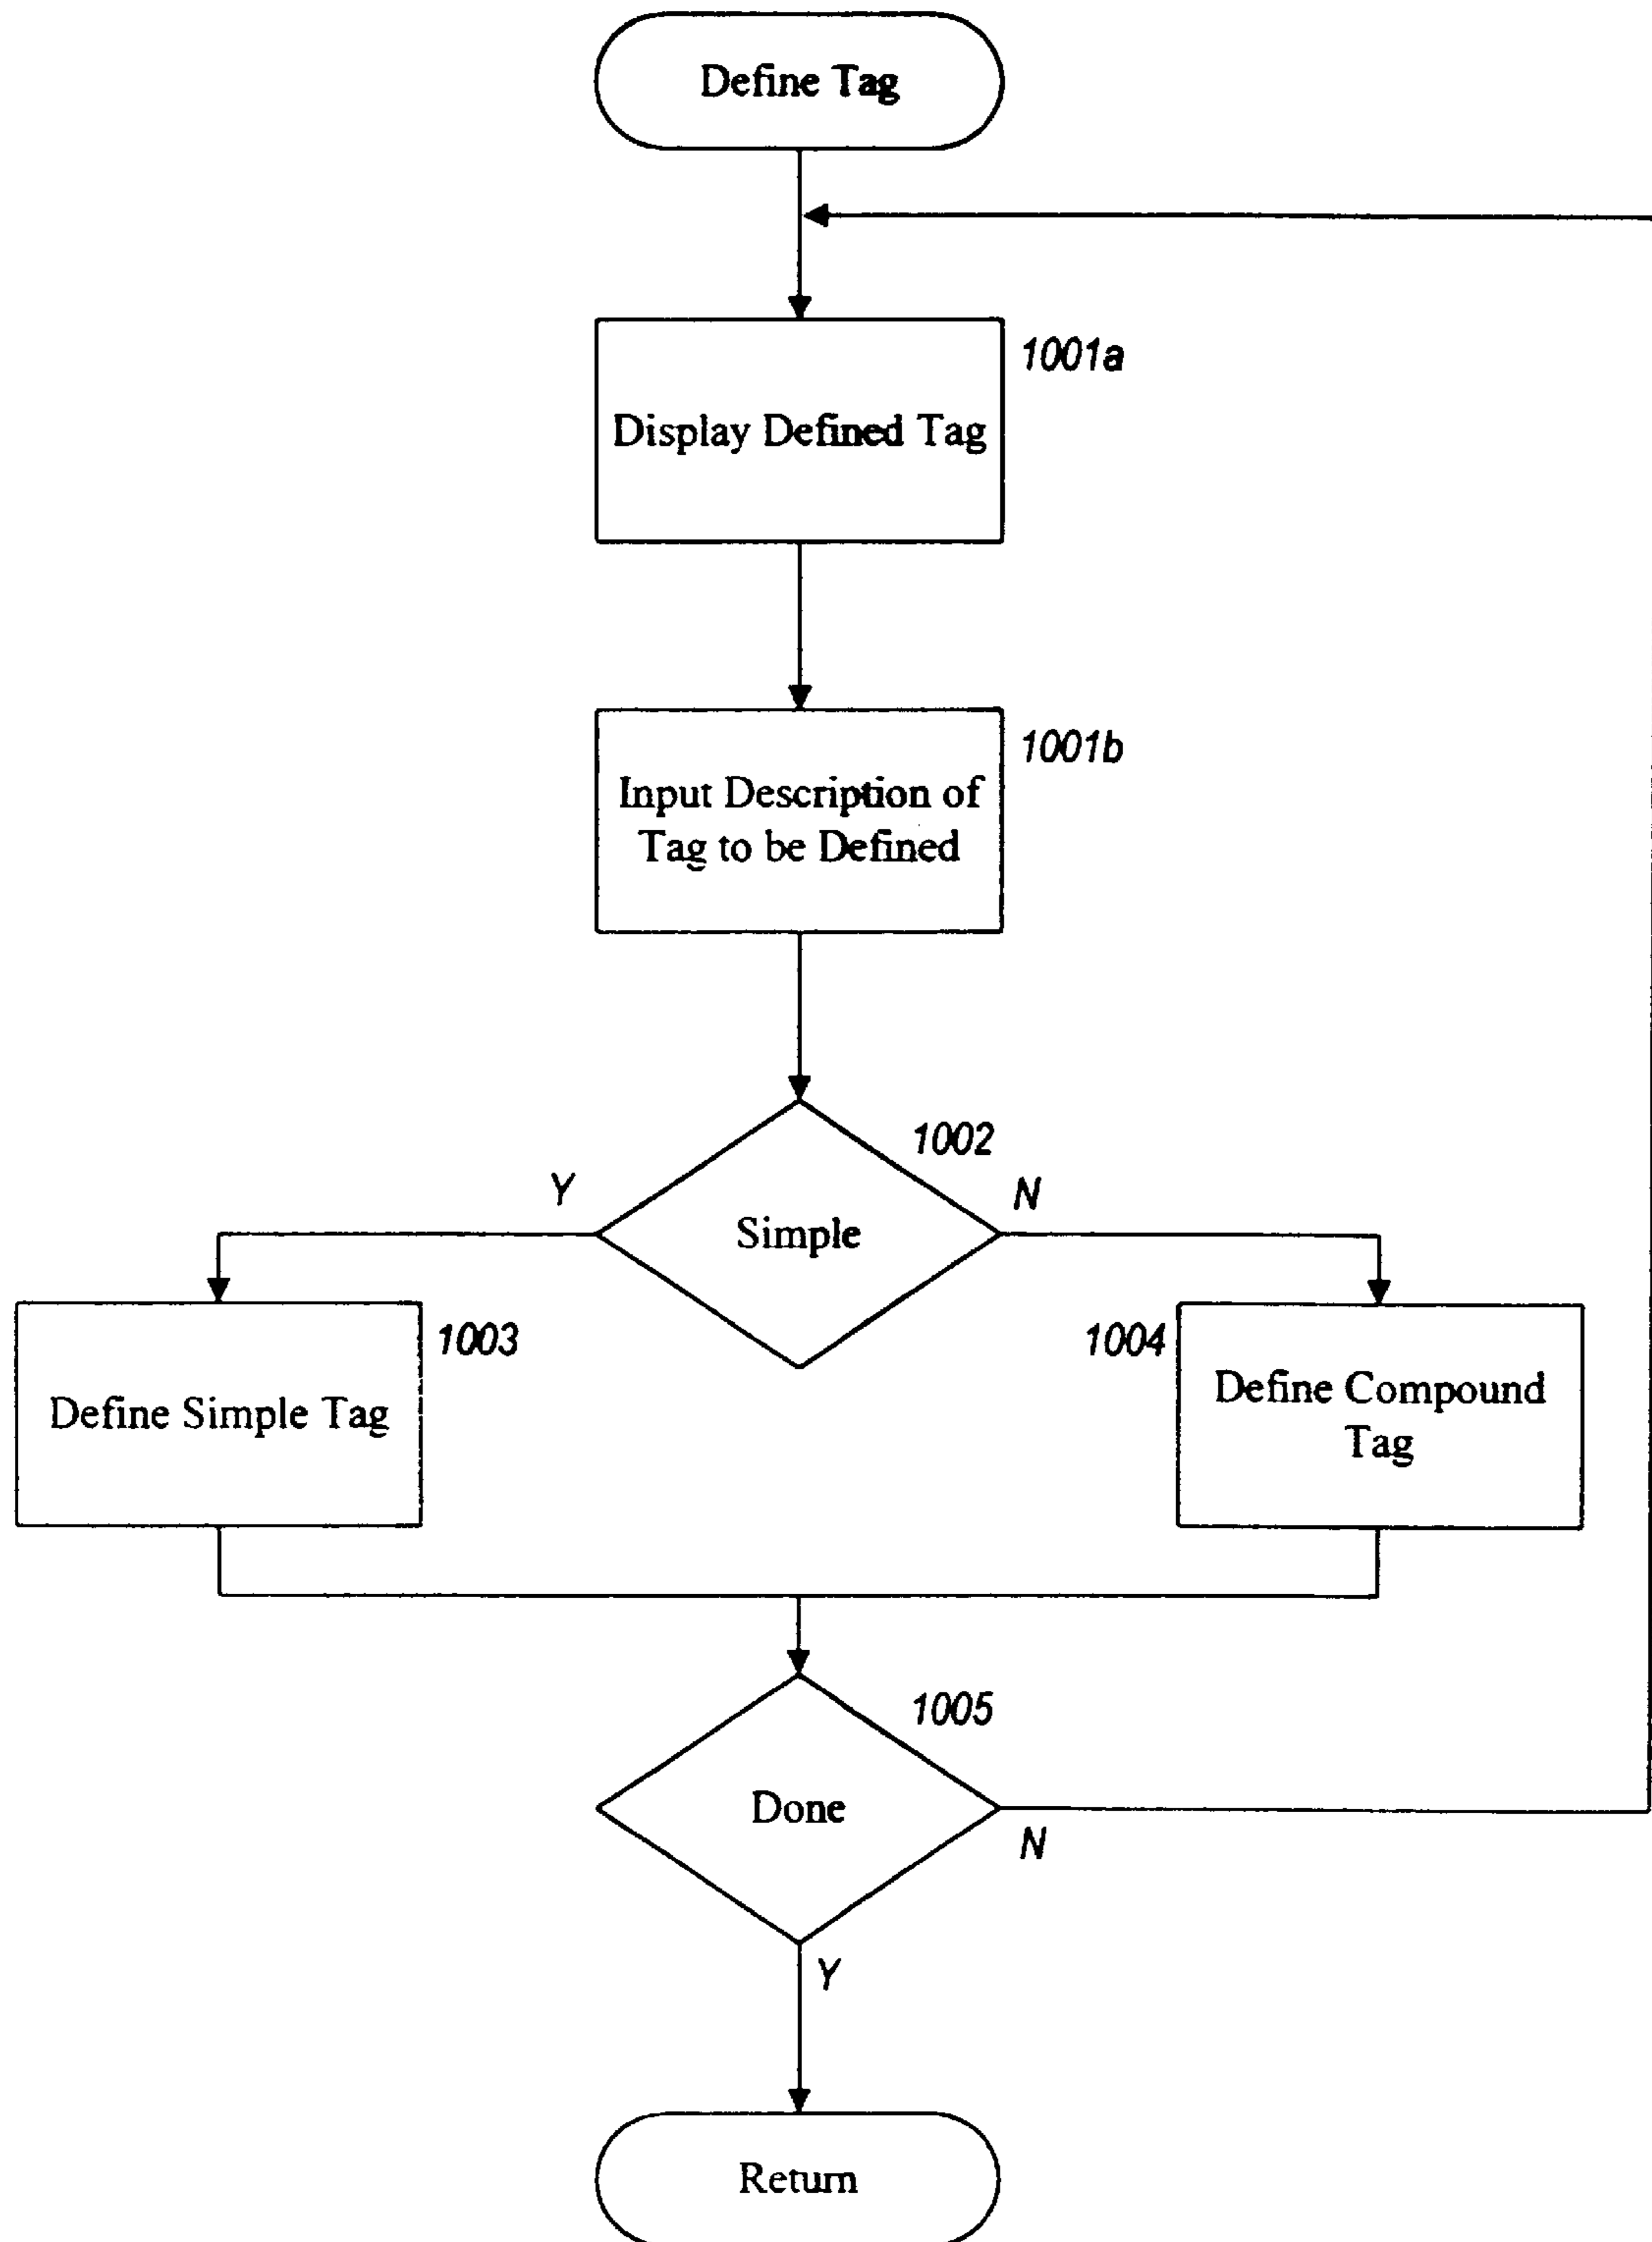 Define Tag
1001a
Display Defined Tag
1001b
Input Description of
Tag to be Defined
1002
Y
N
Simple
1003
1004
Define Simple Tag
Define Compound
Tag
1005
Done
N
Y
Return